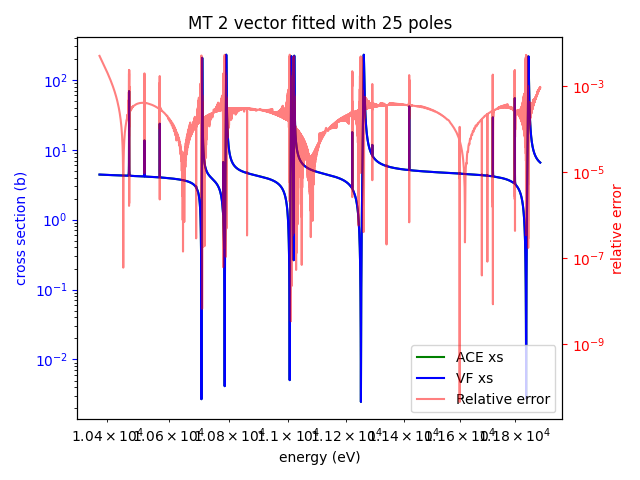 MT 2 vector fitted with 25 poles
cross section (b)
10²
10¹
10⁰
10⁻¹
10⁻²
10⁻³
10⁻⁵
10⁻⁷
10⁻⁹
relative error
ACE xs
VF xs
Relative error
1.04 × 10⁴ 1.06 × 10⁴ 1.08 × 10⁴ 1.1 × 10⁴ 1.12 × 10⁴ 1.14 × 10⁴ 1.16 × 10⁴ 1.18 × 10⁴
energy (eV)